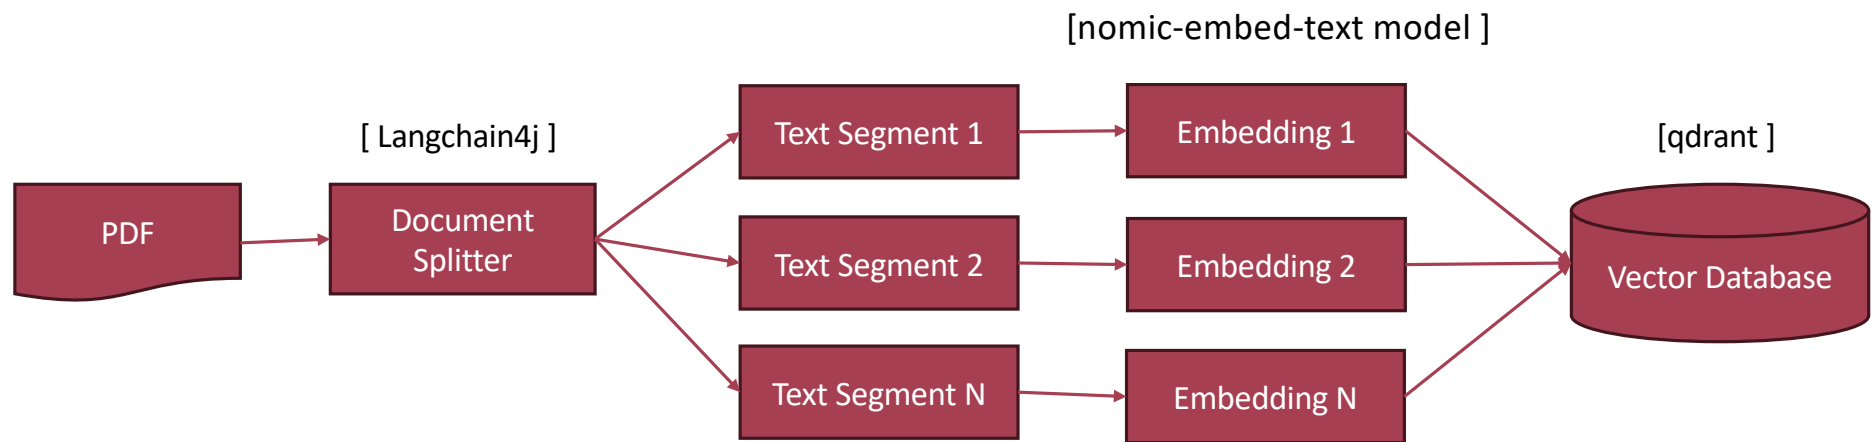 [nomic-embed-text model ]
[ Langchain4j ]
[qdrant ]
PDF
Document
Splitter
Text Segment 1
Embedding 1
Text Segment 2
Embedding 2
Text Segment N
Embedding N
Vector Database